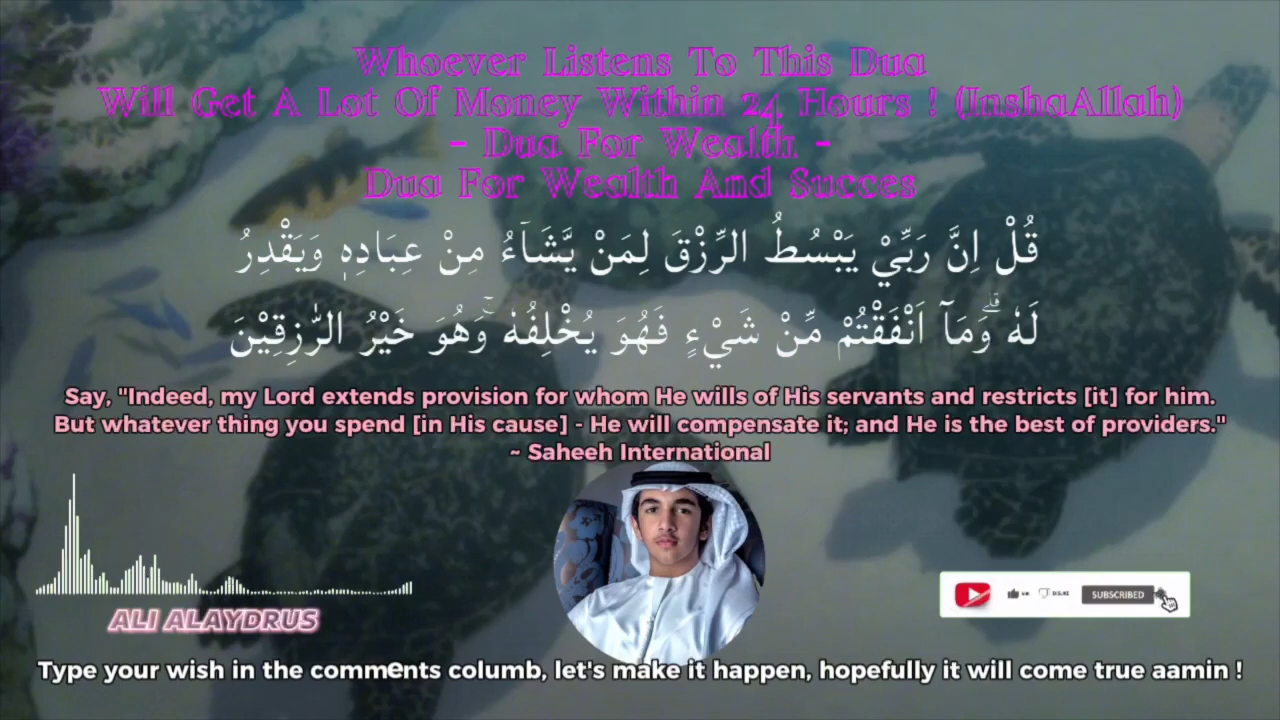 Whoever Listens To This Dua
Will Get A Lot Of Money Within 24 Hours ! (InshaAllah)
- Dua For Wealth -
Dua For Wealth And Succes
قُلْ اِنَّ رَبِّيْ يَبْسُطُ الرِّزْقَ لِمَنْ يَّشَاۤءُ مِنْ عِبَادِهٖ وَيَقْدِرُ
لَهٗ ۗوَمَآ اَنْفَقْتُمْ مِّنْ شَيْءٍ فَهُوَ يُخْلِفُهٗ ۚوَهُوَ خَيْرُ الرّٰزِقِيْنَ
Say, "Indeed, my Lord extends provision for whom He wills of His servants and restricts [it] for him.
But whatever thing you spend [in His cause] - He will compensate it; and He is the best of providers."
~ Saheeh International
SUBSCRIBED
ALI ALAYDRUS
Type your wish in the comments columb, let's make it happen, hopefully it will come true aamin !